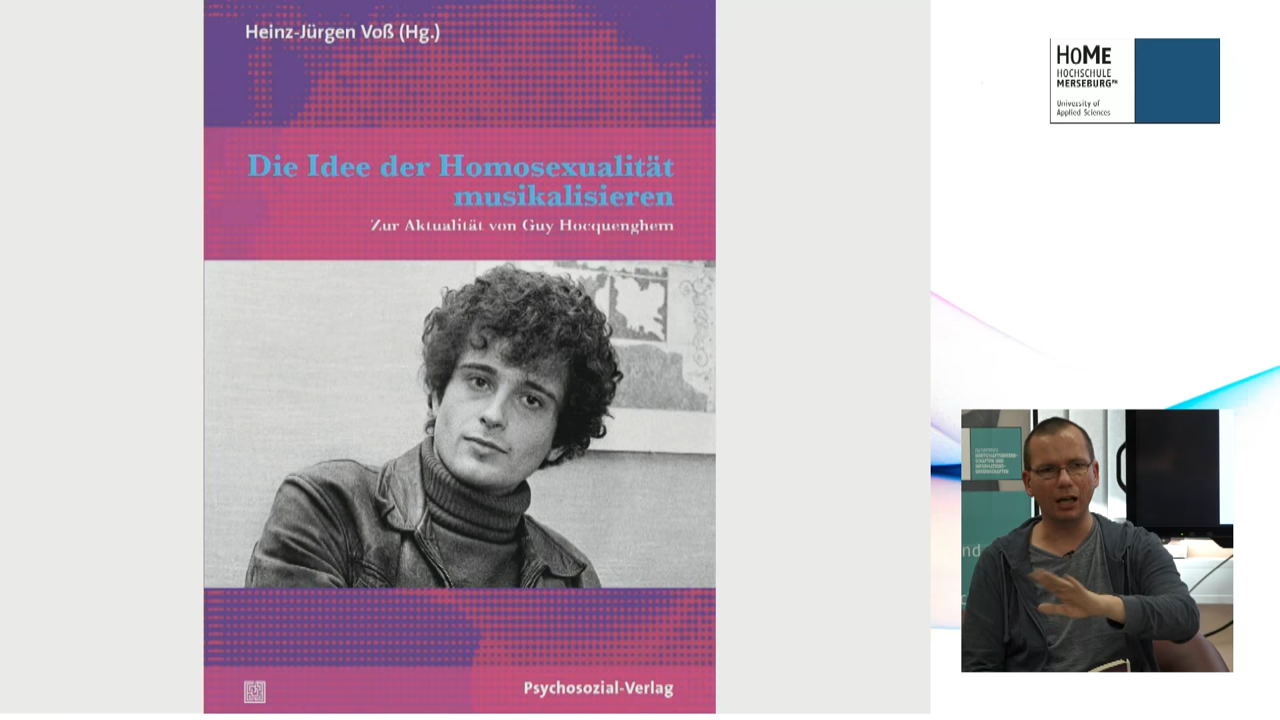 Heinz-Jürgen Voß (Hg.)
Die Idee der Homosexualität
musikalisieren
Zur Aktualität von Guy Hocquenghem
Psychosozial-Verlag
HOME
HOCHSCHULE
MERSEBURG
University of
Applied Sciences
nd